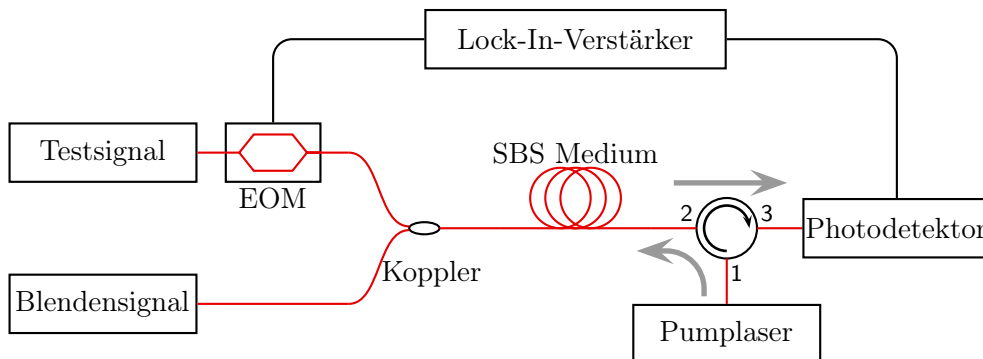 Lock-In-Verstärker
Testsignal
EOM
SBS Medium
2
3
Photodetektor
1
Koppler
Blendensignal
Pumplaser